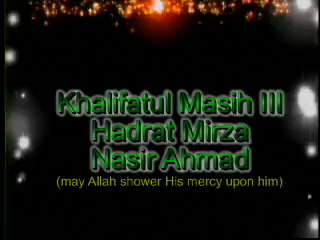 Khalifatul Masih III
Hadrat Mirza
Nasir Ahmad
(may Allah shower His mercy upon him)